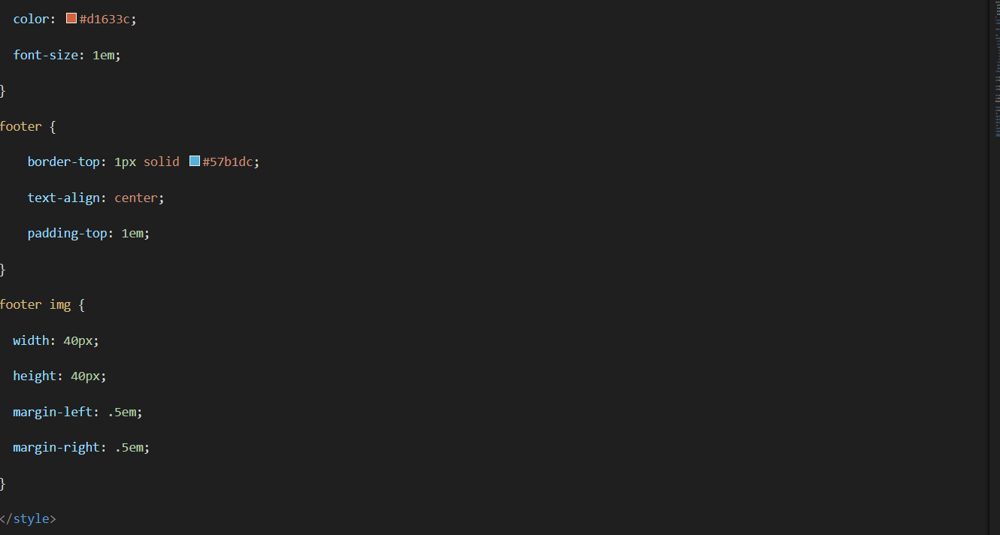 color: #d1633c;
font-size: 1em;
}
footer {
border-top: 1px solid #57b1dc;
text-align: center;
padding-top: 1em;
}
footer img {
width: 40px;
height: 40px;
margin-left: .5em;
margin-right: .5em;
}
</style>